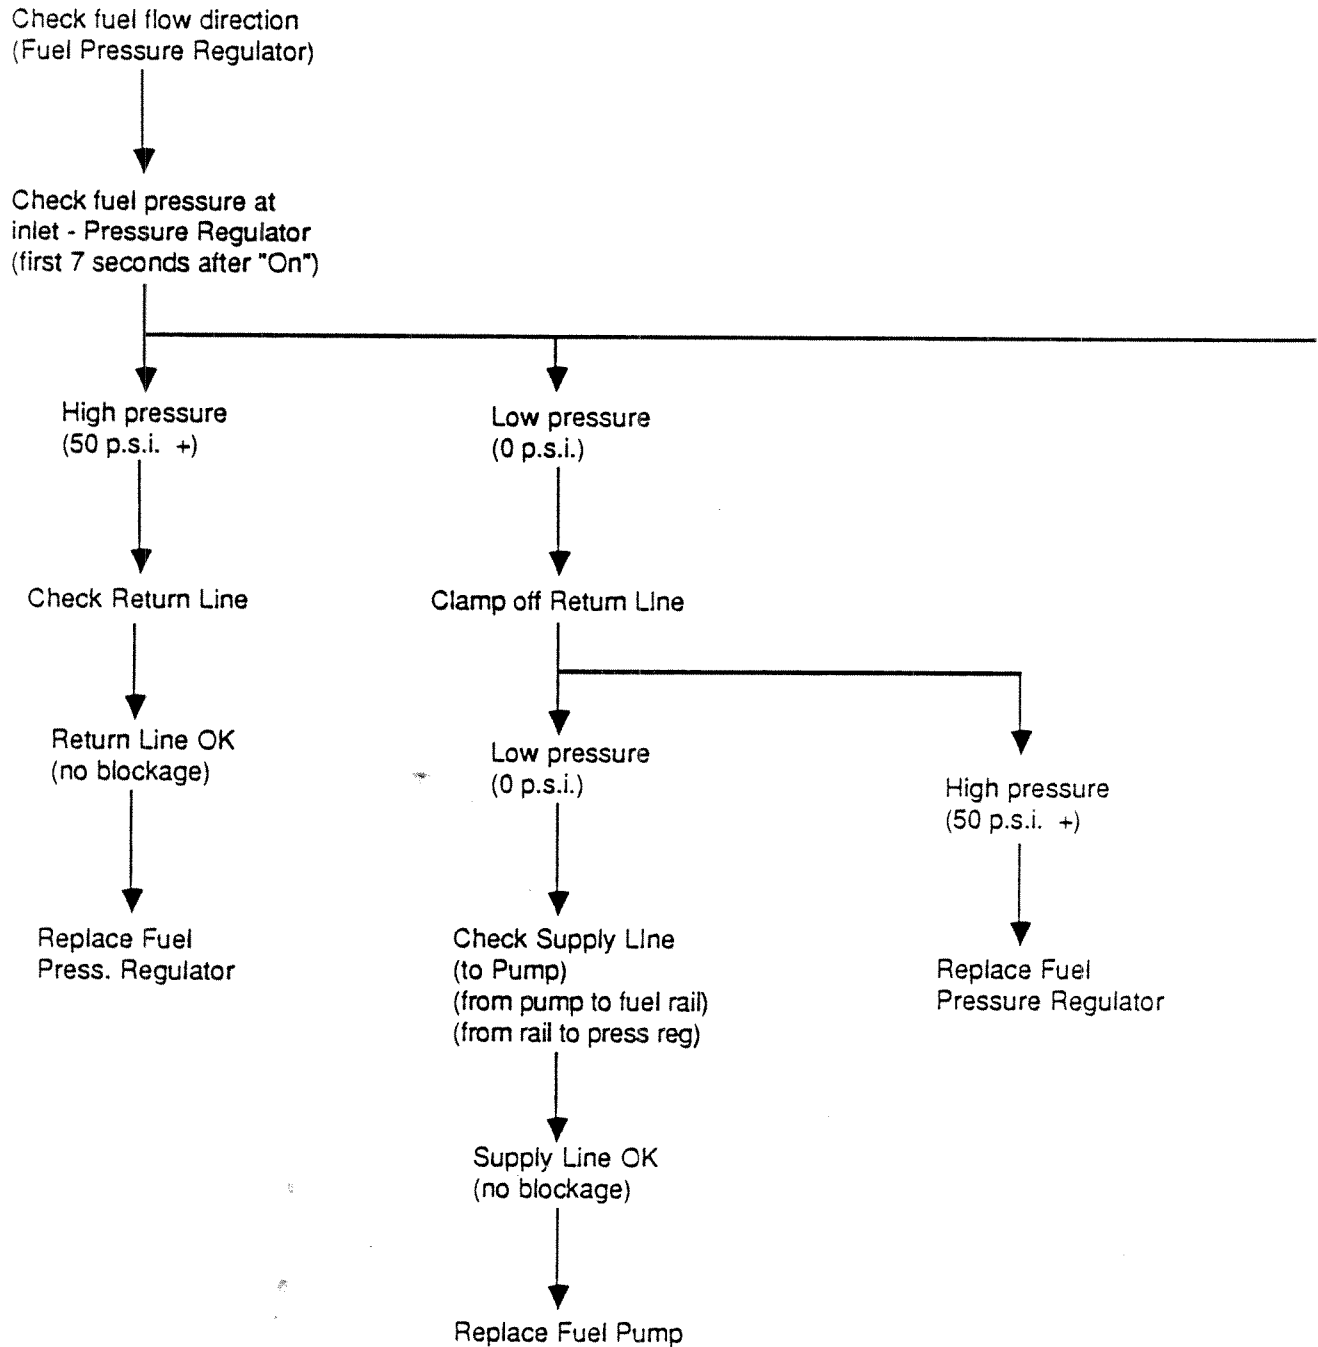 Check fuel flow direction
(Fuel Pressure Regulator)
Check fuel pressure at
inlet - Pressure Regulator
(first 7 seconds after "On")
High pressure
(50 p.s.i. +)
Low pressure
(0 p.s.i.)
Check Return Line
Clamp off Return Line
Return Line OK
(no blockage)
Low pressure
(0 p.s.i.)
High pressure
(50 p.s.i. +)
Replace Fuel
Press. Regulator
Check Supply Line
(to Pump)
(from pump to fuel rail)
(from rail to press reg)
Replace Fuel
Pressure Regulator
Supply Line OK
(no blockage)
Replace Fuel Pump